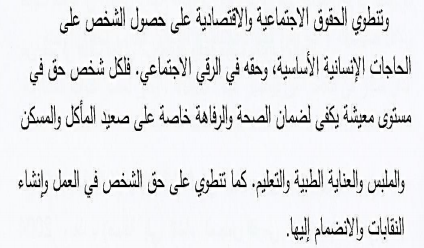 وتنطوي الحقوق الاجتماعية والاقتصادية على حصول الشخص على
الحاجات الإنسانية الأساسية، وحقه في الرقي الاجتماعي. فلكل شخص حق في
مستوى معيشة يكفي لضمان الصحة والرفاهة خاصة على صعيد المأكل والمسكن
والملبس والعناية الطبية والتعليم. كما تنطوي على حق الشخص في العمل وإنشاء
النقابات والانضمام إليها.